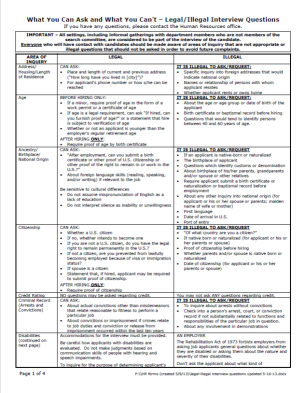 What You Can Ask and What You Can't – Legal/Illegal Interview Questions
If you have any questions, please contact the Human Resources office.
IMPORTANT – All settings, including informal gatherings with department members who are not members of the
search committee, are considered to be part of the interview of the candidate.
Everyone who will have contact with candidates should be made aware of areas of inquiry that are not appropriate or
illegal questions that should not be asked in order to avoid future complaints.
AREA OF INQUIRY
LEGAL
ILLEGAL
Address/
Housing/Length
of Residence
CAN ASK:
• Place and length of current and previous address
("How long have you lived in [city]"?)
• For applicant's phone number or how s/he can be
reached
IT IS ILLEGAL TO ASK/REQUEST:
• Specific inquiry into foreign addresses that would
indicate national origin
• Names or relationship of persons with whom
applicant resides
• Whether applicant rents or owns home
Age
BEFORE HIRING ONLY:
• If a minor, require proof of age in the form of a
work permit or a certificate of age
• If age is a legal requirement, can ask "If hired, can
you furnish proof of age?" or a statement that hire
is subject to verification of age
• Whether or not an applicant is younger than the
employer's regular retirement age
AFTER HIRING ONLY:
• Require proof of age by birth certificate
IT IS ILLEGAL TO ASK/REQUEST:
• About the age or age group or date of birth of the
applicant
• Birth certificate or baptismal record before hiring
• Questions that would tend to identify persons
between 40 and 60 years of age.
Ancestry/
Birthplace/
National Origin
CAN ASK:
• "After employment, can you submit a birth
certificate or other proof of U.S. citizenship or
other proof of the right to remain in or work in the
U.S.?"
• About foreign language skills (reading, speaking,
and/or writing) if relevant to the job
Be sensitive to cultural differences
• Do not assume mispronunciation of English as a
lack of education
• Do not interpret silence as inability or unwillingness
IT IS ILLEGAL TO ASK/REQUEST:
• If an applicant is native-born or naturalized
• The birthplace of applicant
• Questions which identify customs or denomination
• About birthplace of his/her parents, grandparents
and/or spouse or other relatives
• Require applicant submit a birth certificate or
naturalization or baptismal record before
employment
• About any other inquiry into national origin (for
applicant or his or her spouse or parents, maiden
name of wife or mother)
• First language
• Date of arrival in U.S.
• Port of entry
Citizenship
CAN ASK:
• Whether a U.S. citizen
• If no, whether intends to become one
• If you are not a U.S. citizen, do you have the legal
right to remain permanently in the U.S.?
• If not a citizen, are you prevented from lawfully
becoming employed because of visa or immigration
status?
• If spouse is a citizen
• Statement that, if hired, applicant may be required
to submit proof of citizenship.
AFTER HIRING ONLY:
• Require proof of citizenship
IT IS ILLEGAL TO ASK/REQUEST:
• "Of what country are you a citizen?"
• If native born or naturalized (for applicant or his or
her parents or spouse)
• Proof of citizenship before hiring
• Whether parents and/or spouse is native-born or
naturalized
• Date of citizenship (for applicant or his/her
parents or spouse)
Credit Rating
NO questions may be asked regarding credit.
You may not ask ANY questions regarding credit.
Criminal Record
(Arrests and
Convictions)
CAN ASK:
• About actual convictions other than misdemeanors
that relate reasonable to fitness to perform a
particular job
• About convictions or imprisonment if crimes relate
to job duties and conviction or release from
imprisonment occurred within the last ten years
IT IS ILLEGAL TO ASK/REQUEST:
• To inquire about arrests without convictions
• Check into a person's arrest, court, or conviction
record if not substantially related to functions and
responsibilities of the particular job in question.
• About any involvement in demonstrations
Disabilities
(continued on
next page)
Accommodations for the interview must be provided.
Be careful how applicants with disabilities are
evaluated. Do not make judgments based on
communication skills of people with hearing and
speech impairments.
To inquire for the purpose of determining applicant's
AN EMPLOYER
The Rehabilitation Act of 1973 forbids employers from
asking job applicants general questions about whether
they are disabled or asking them about the nature and
severity of their disabilities.
Don't ask the applicant about what kind of
Page 1 of 4